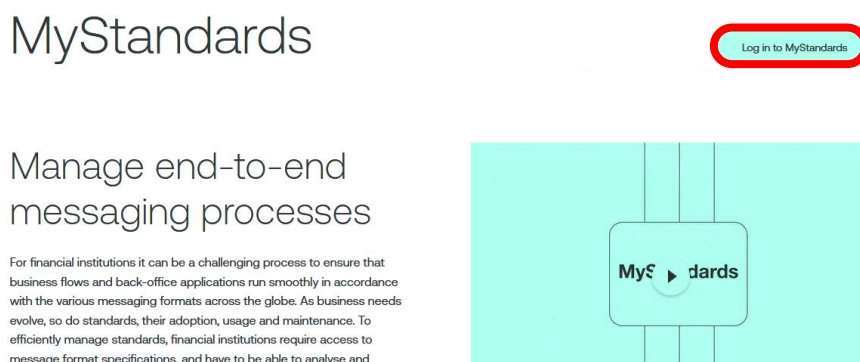 MyStandards
Log in to MyStandards
Manage end-to-end
messaging processes
For financial institutions it can be a challenging process to ensure that
business flows and back-office applications run smoothly in accordance
with the various messaging formats across the globe. As business needs
evolve, so do standards, their adoption, usage and maintenance. To
efficiently manage standards, financial institutions require access to
message format specifications, and have to be able to analyse and
MyS dards